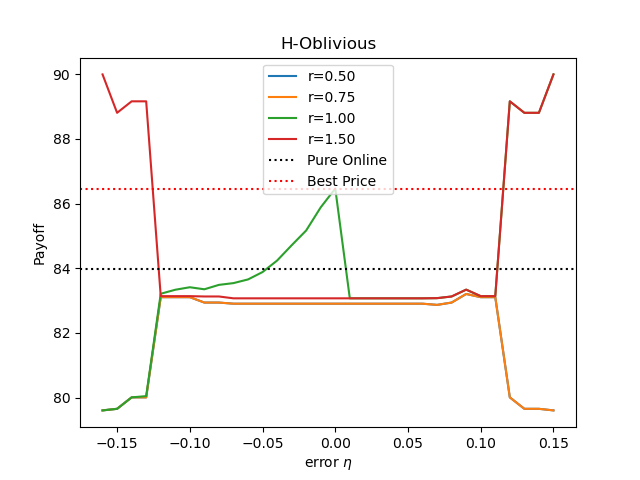 H-Oblivious
r=0.50
r=0.75
r=1.00
r=1.50
Pure Online
Best Price
Payoff
90
88
86
84
82
80
−0.15 −0.10 −0.05 0.00 0.05 0.10 0.15
error η